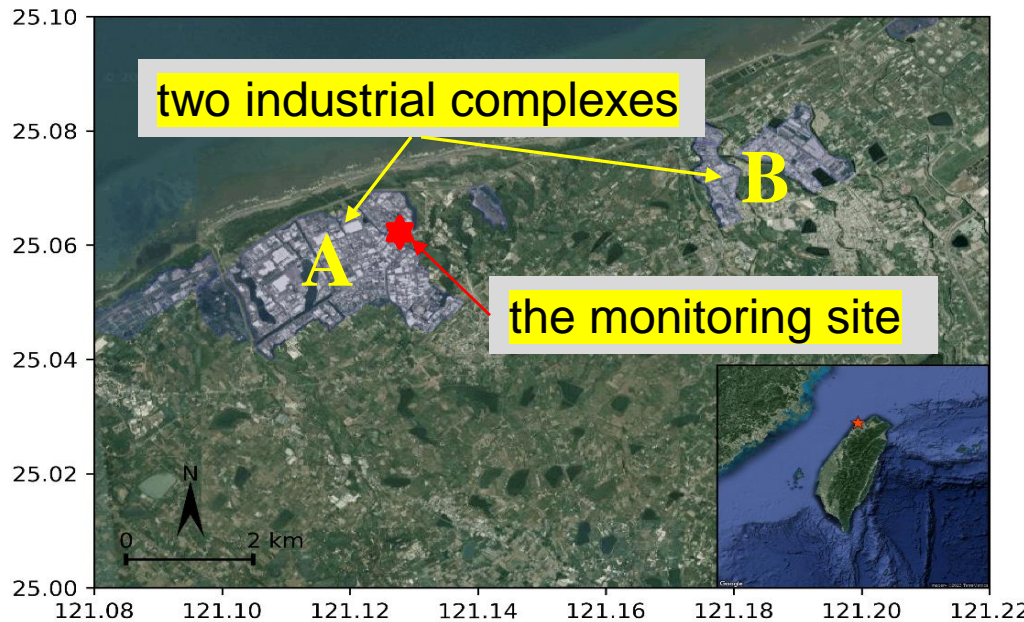 25.10
25.08
25.06
25.04
25.02
25.00
two industrial complexes
A
B
the monitoring site
N
0 2 km
Google
121.08 121.10 121.12 121.14 121.16 121.18 121.20 121.22